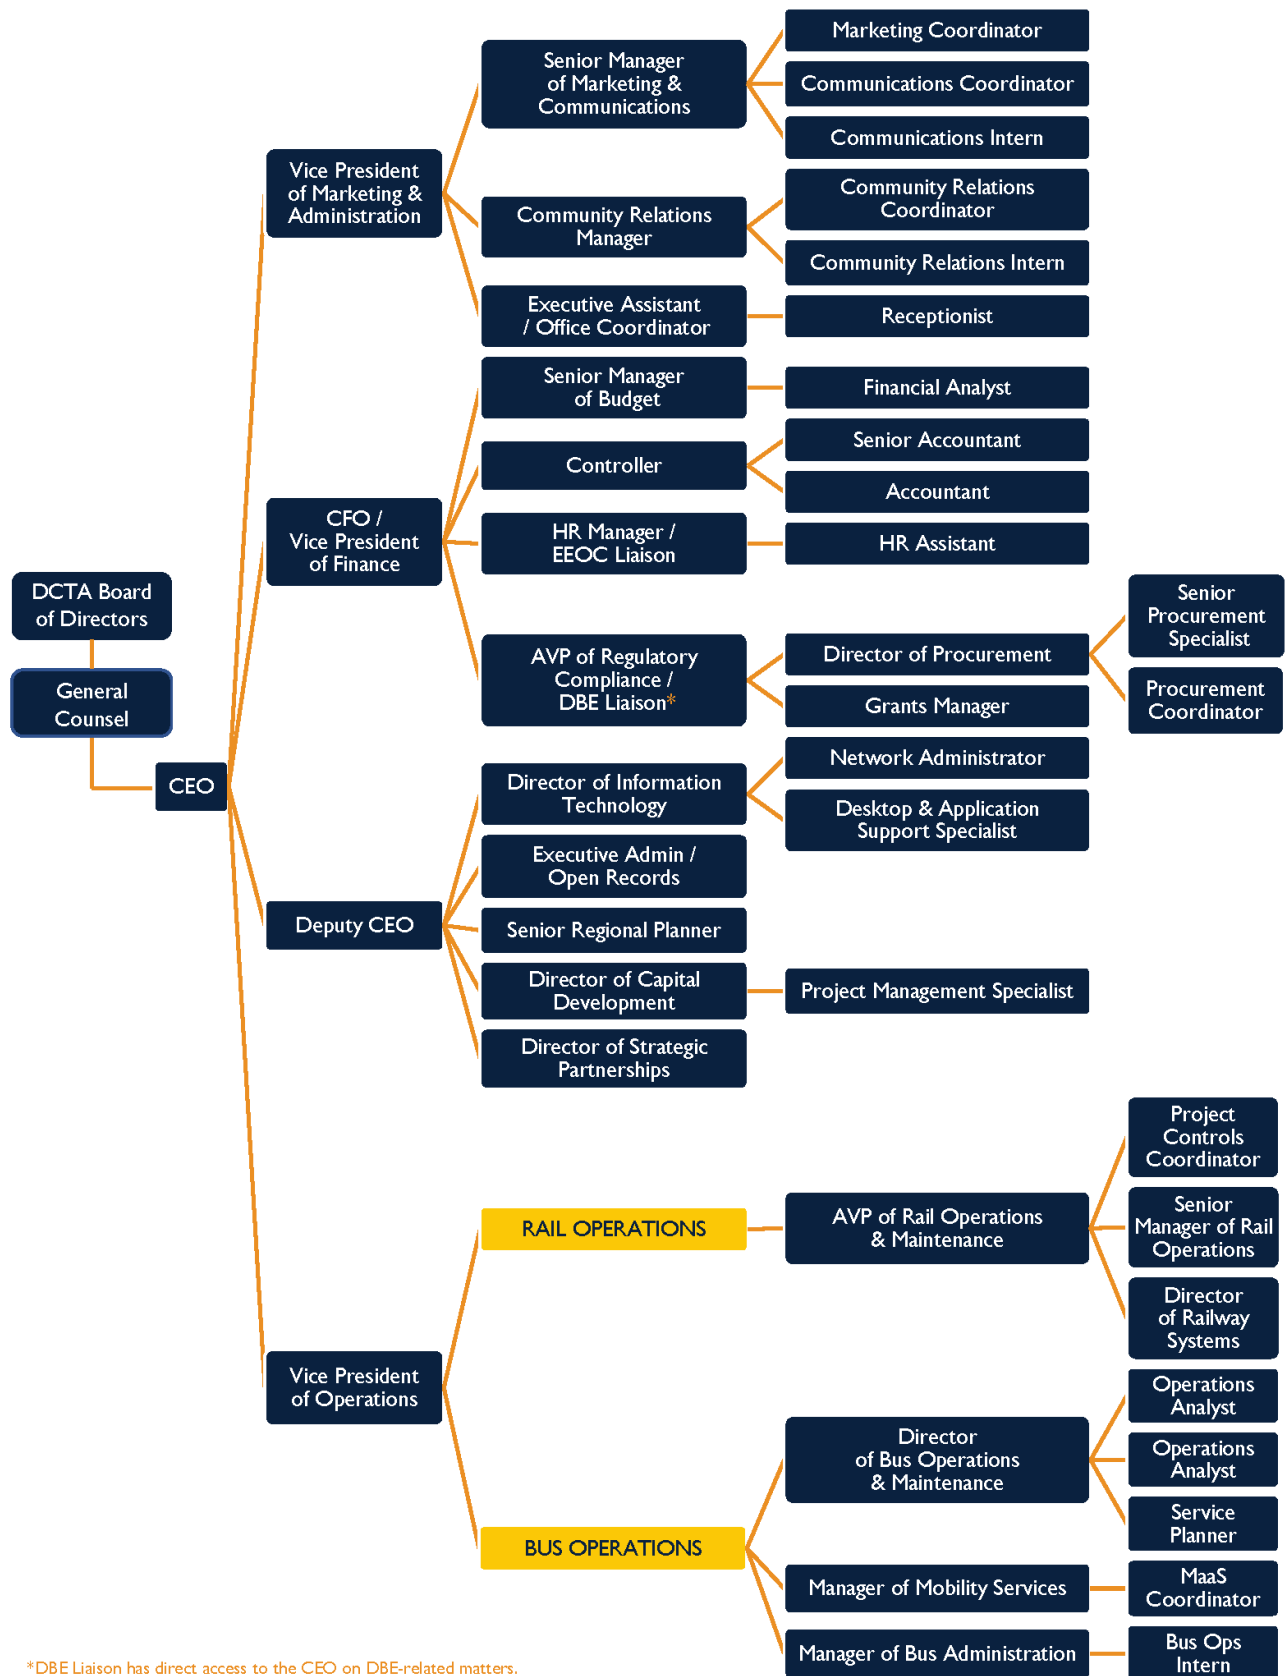 DCTA Board
of Directors
General
Counsel
CEO
Vice President
of Marketing &
Administration
Senior Manager
of Marketing &
Communications
Marketing Coordinator
Communications Coordinator
Communications Intern
Community Relations
Manager
Community Relations
Coordinator
Community Relations Intern
Executive Assistant
/ Office Coordinator
Receptionist
CFO /
Vice President
of Finance
Senior Manager
of Budget
Financial Analyst
Controller
Senior Accountant
Accountant
HR Manager /
EEOC Liaison
HR Assistant
AVP of Regulatory
Compliance /
DBE Liaison*
Director of Procurement
Senior
Procurement
Specialist
Procurement
Coordinator
Grants Manager
Deputy CEO
Director of Information
Technology
Network Administrator
Desktop & Application
Support Specialist
Executive Admin /
Open Records
Senior Regional Planner
Director of Capital
Development
Project Management Specialist
Director of Strategic
Partnerships
Vice President
of Operations
RAIL OPERATIONS
AVP of Rail Operations
& Maintenance
Project
Controls
Coordinator
Senior
Manager of Rail
Operations
Director
of Railway
Systems
BUS OPERATIONS
Director
of Bus Operations
& Maintenance
Operations
Analyst
Operations
Analyst
Service
Planner
Manager of Mobility Services
MaaS
Coordinator
Manager of Bus Administration
Bus Ops
Intern
*DBE Liaison has direct access to the CEO on DBE-related matters.